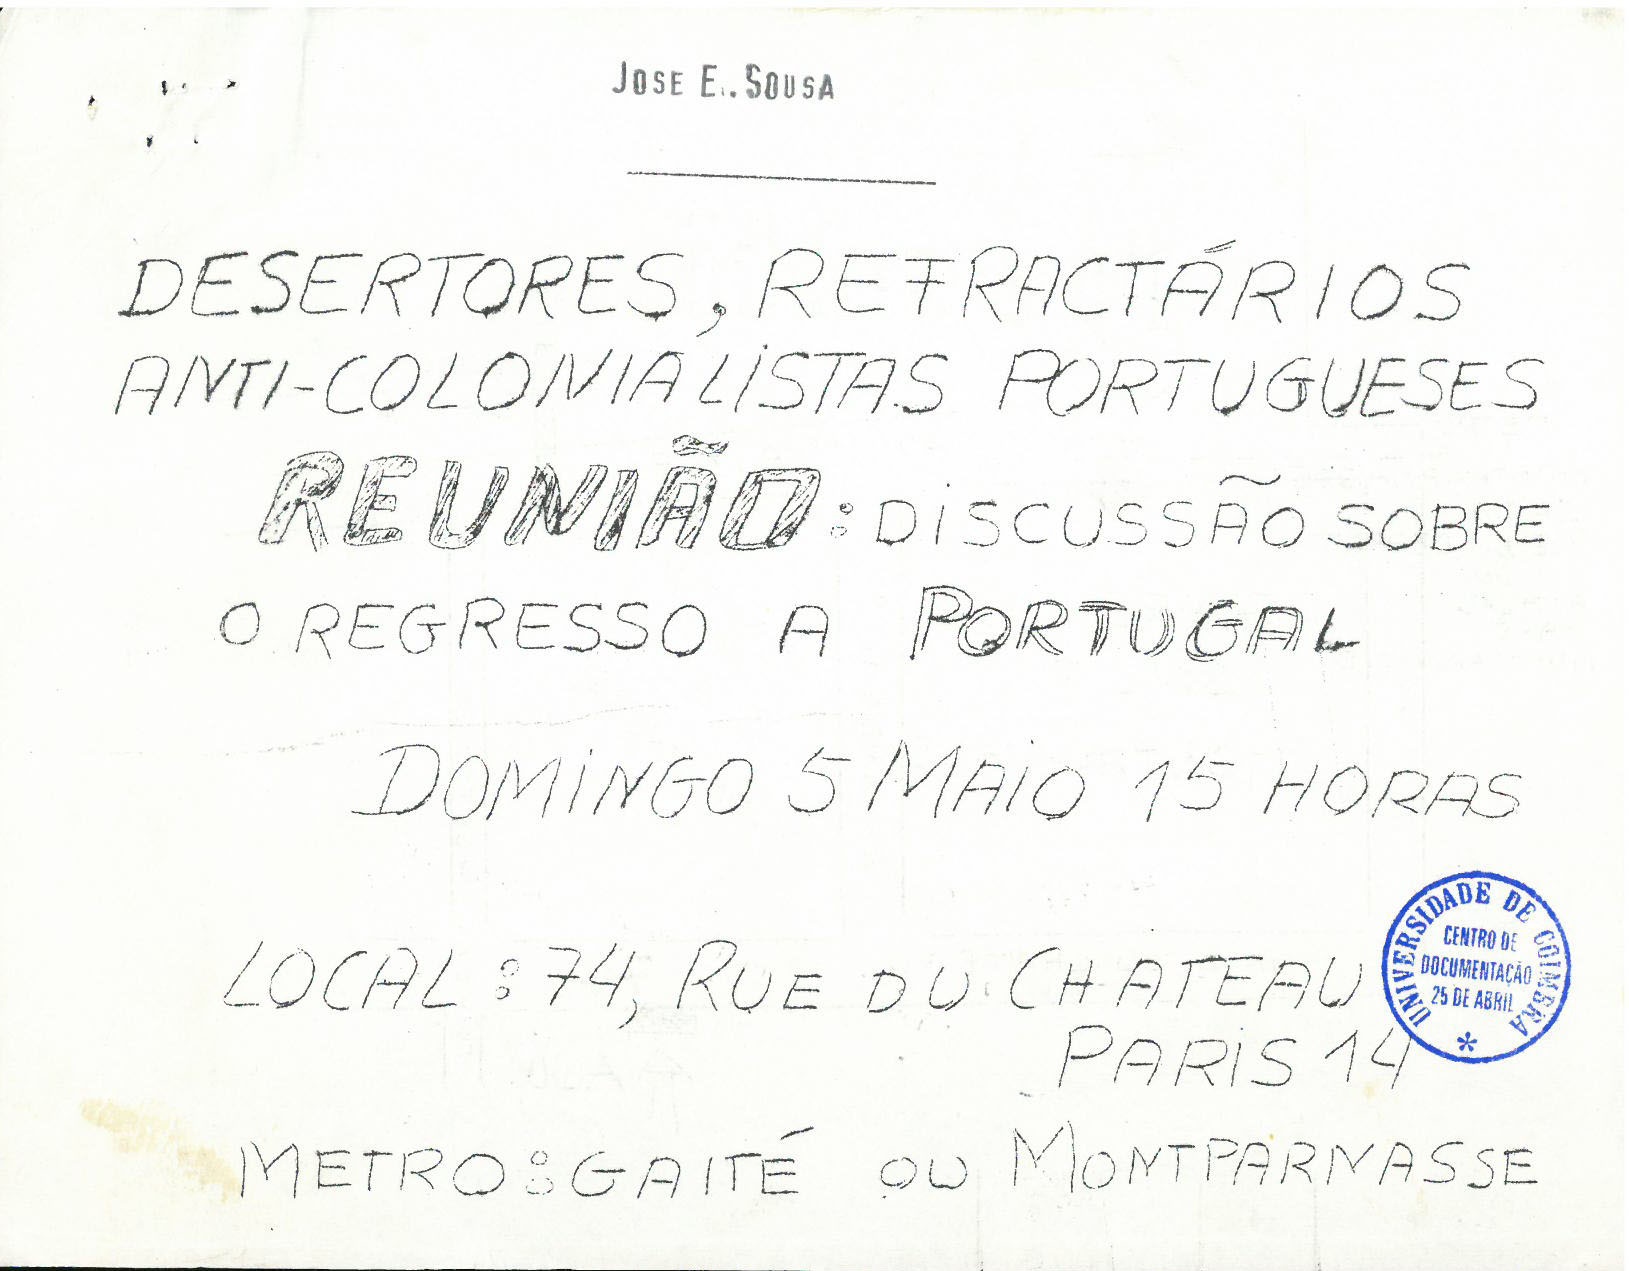 JOSE E. SOUSA
DESERTORES, REFRACTÁRIOS
ANTI-COLONIALISTAS PORTUGUESES
REUNIÃO: DISCUSSÃO SOBRE
O REGRESSO A PORTUGAL
DOMINGO 5 MAIO 15 HORAS
LOCAL: 74, RUE DU CHATEAU
PARIS 14
METRO: GAITÉ OU MONTPARNASSE
UNIVERSIDADE DE COIMBRA
CENTRO DE
DOCUMENTAÇÃO
25 DE ABRIL
*